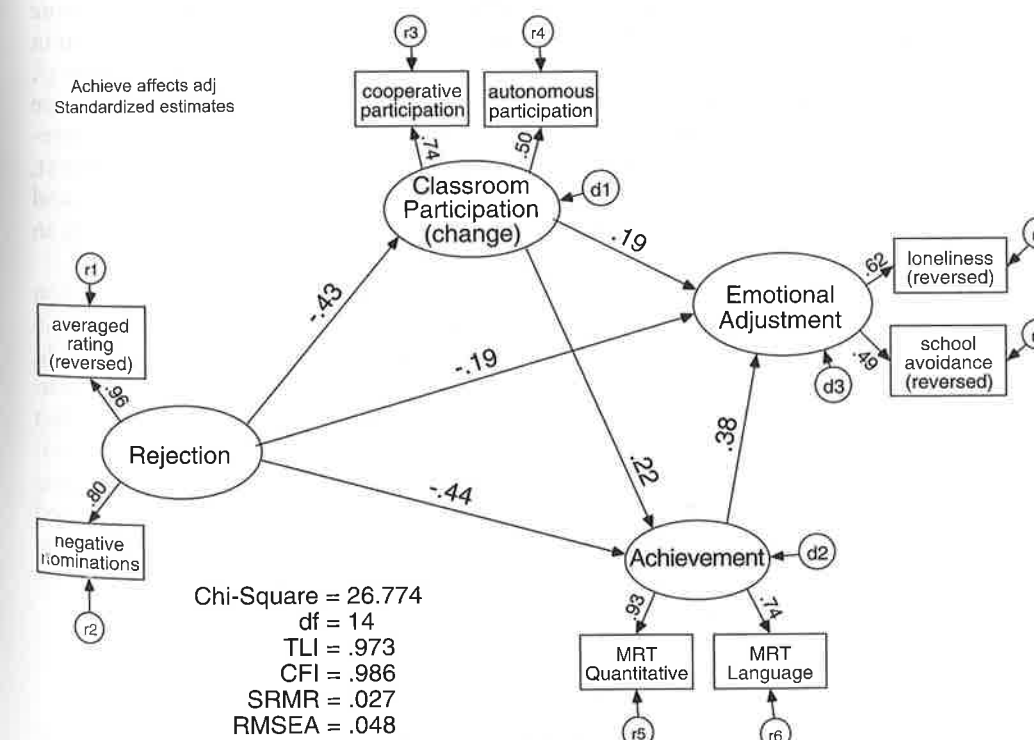 r3
r4
Achieve affects adj
Standardized estimates
cooperative
participation
autonomous
participation
.74
.50
Classroom
Participation
(change)
d1
.19
r1
averaged
rating
(reversed)
.96
-.43
Emotional
Adjustment
.62
loneliness
(reversed)
school
avoidance
(reversed)
.49
d3
-.19
.38
Rejection
.22
-.44
.80
negative
nominations
r2
Achievement
d2
.93
.74
MRT
Quantitative
MRT
Language
r5
r6
Chi-Square = 26.774
df = 14
TLI = .973
CFI = .986
SRMR = .027
RMSEA = .048